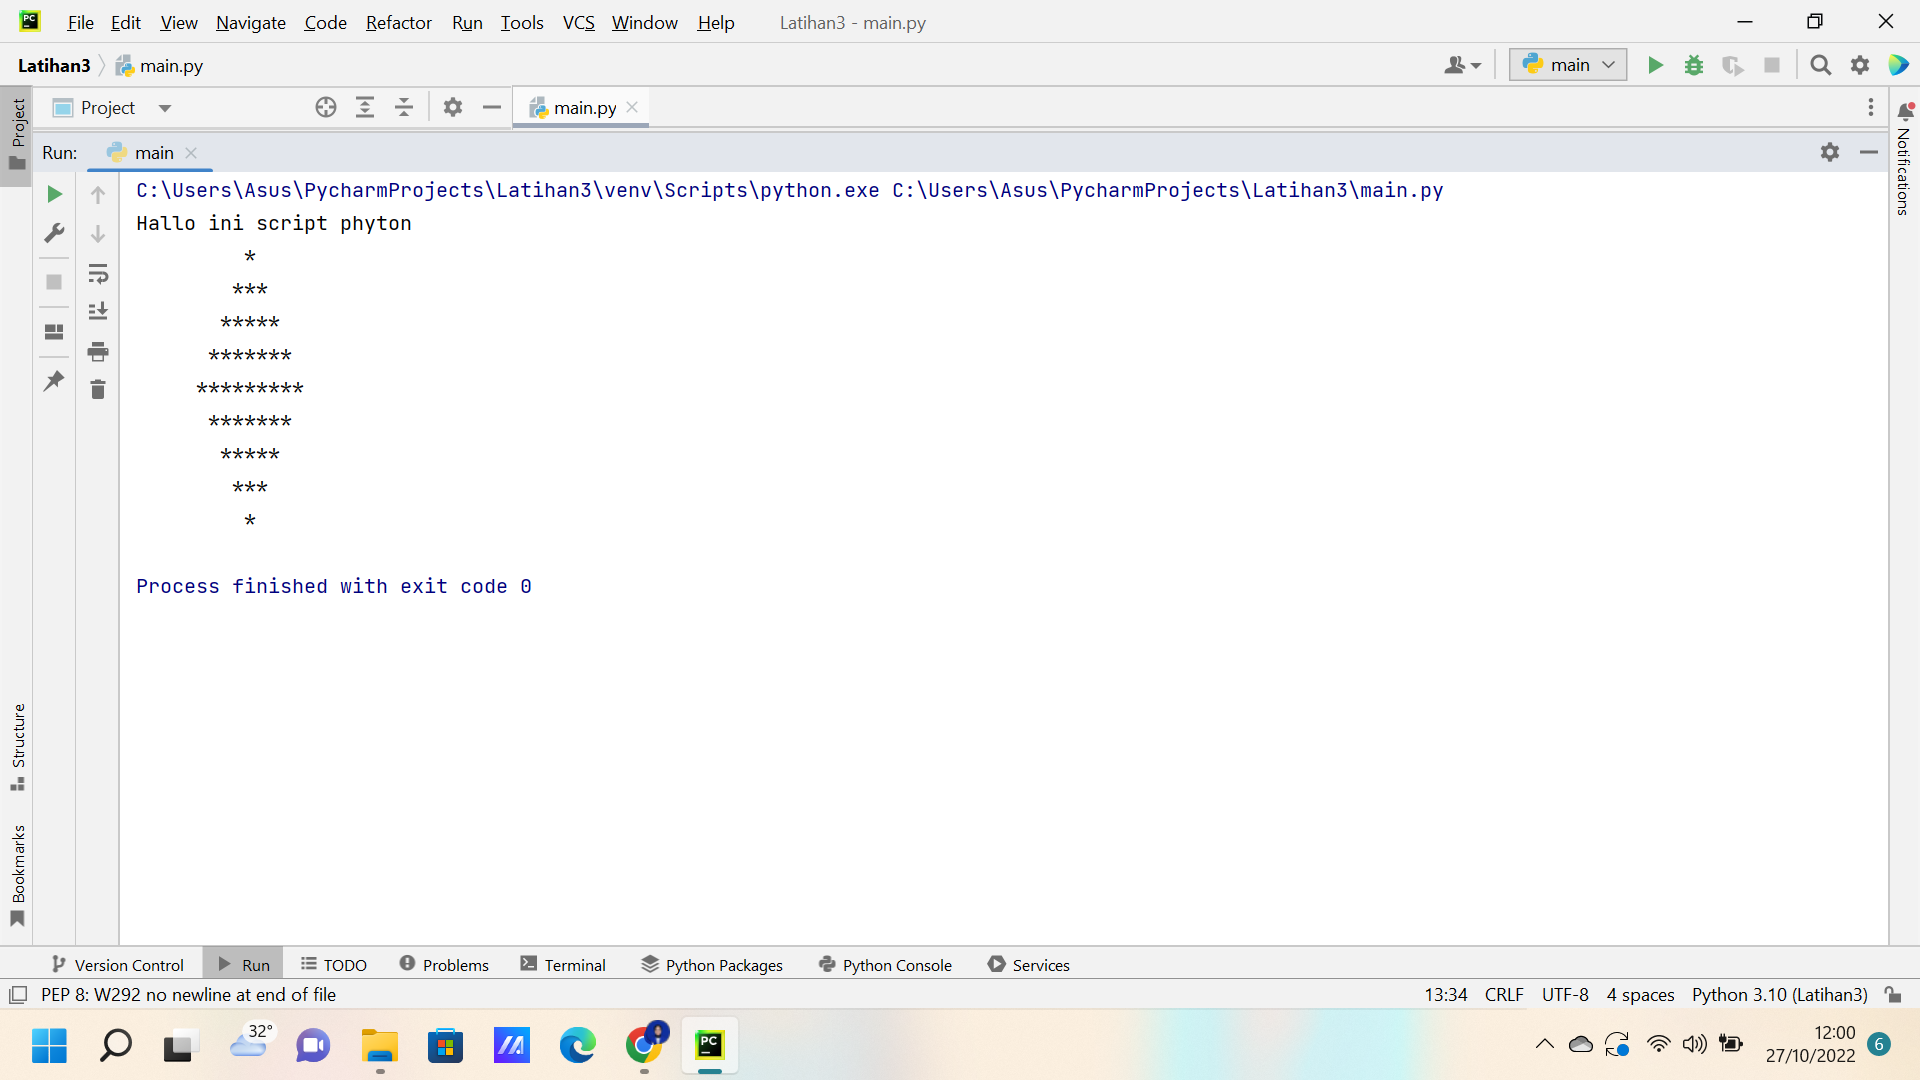 File Edit View Navigate Code Refactor Run Tools VCS Window Help Latihan3 - main.py
Latihan3 main.py main
Project main.py
Run: main
C:\Users\Asus\PycharmProjects\Latihan3\venv\Scripts\python.exe C:\Users\Asus\PycharmProjects\Latihan3\main.py
Hallo ini script phyton
*
***
*****
*******
*********
*******
*****
***
*
Process finished with exit code 0
Project
Structure
Bookmarks
Notifications
Version Control Run TODO Problems Terminal Python Packages Python Console Services
PEP 8: W292 no newline at end of file 13:34 CRLF UTF-8 4 spaces Python 3.10 (Latihan3)
32° PC 12:00
27/10/2022 6